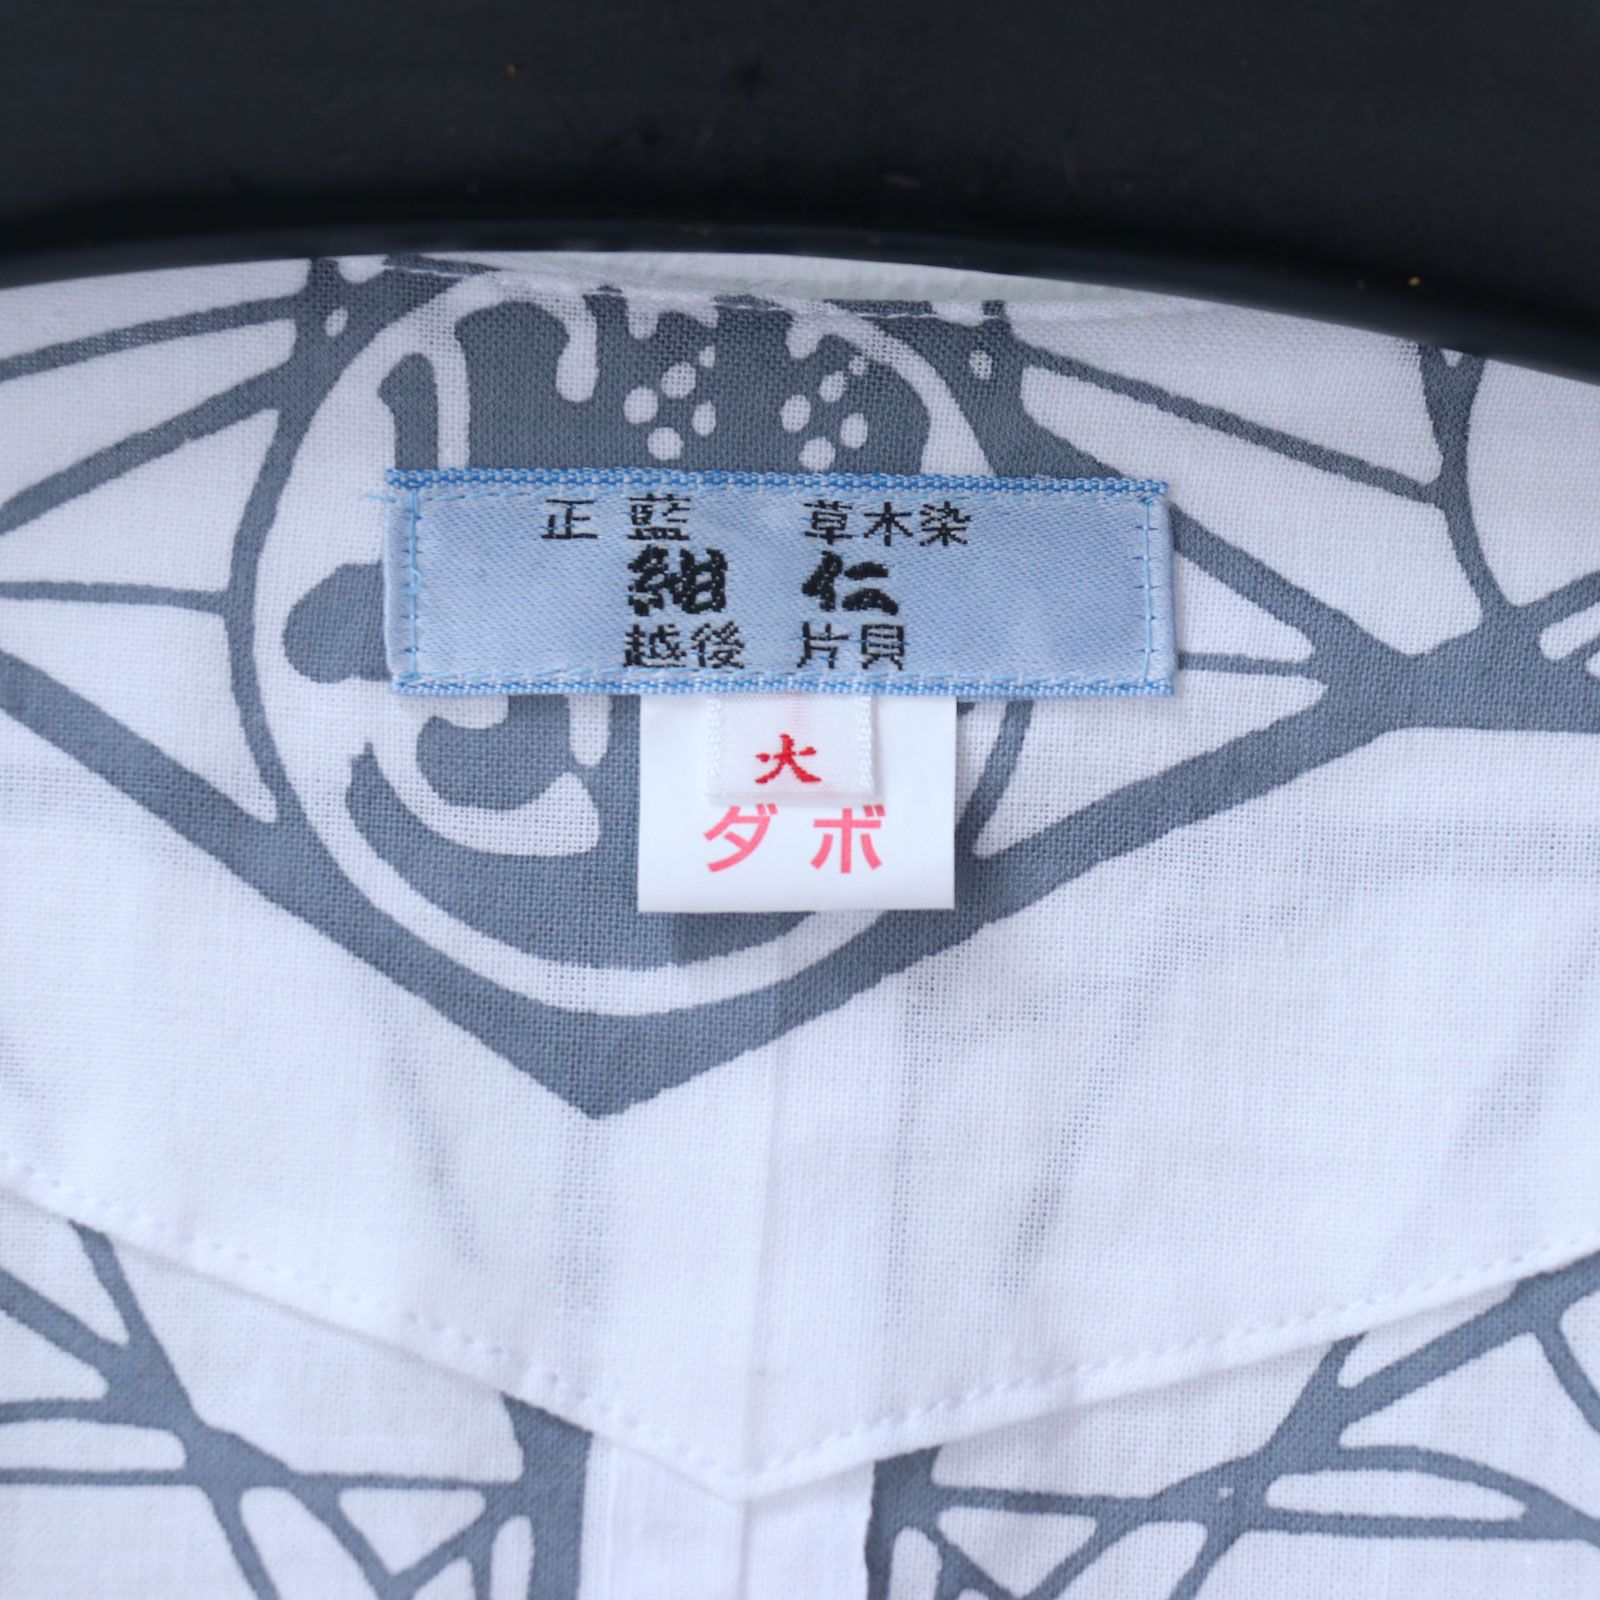 正藍 草木染
紺仁
越後 片貝
大
ダボ